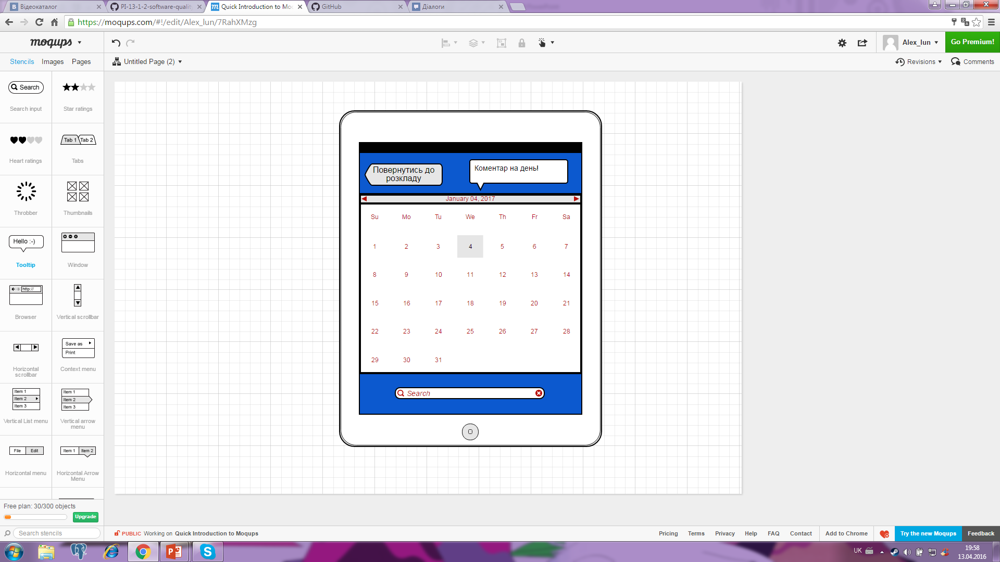 Відеокаталог
PI-13-1-2-software-quality
Quick Introduction to Moq
GitHub
Діалоги
https://moqups.com/#!/edit/Alex_lun/7RahXMzg
moqups
Alex_lun
Go Premium!
Stencils Images Pages
Untitled Page (2)
Revisions
Comments
Search
Search input
Star ratings
Heart ratings
Tab 1 Tab 2
Tabs
Throbber
Thumbnails
Hello :-)
Tooltip
Window
http://
Browser
Vertical scrollbar
Horizontal
scrollbar
Save as
Print
Context menu
Item 1
Item 2
Item 3
Vertical List menu
Item 1
Item 2
Item 3
Vertical arrow
menu
File Edit
Horizontal menu
Item 1 Item 2
Horizontal Arrow
Menu
Free plan: 30/300 objects
Upgrade
Search stencils
Повернутись до
розкладу
Коментар на день!
January 04, 2017
Su Mo Tu We Th Fr Sa
1 2 3 4 5 6 7
8 9 10 11 12 13 14
15 16 17 18 19 20 21
22 23 24 25 26 27 28
29 30 31
Search
PUBLIC Working on Quick Introduction to Moqups
Pricing Terms Privacy Help FAQ Contact Add to Chrome Try the new Moqups Feedback
UK
19:58
13.04.2016